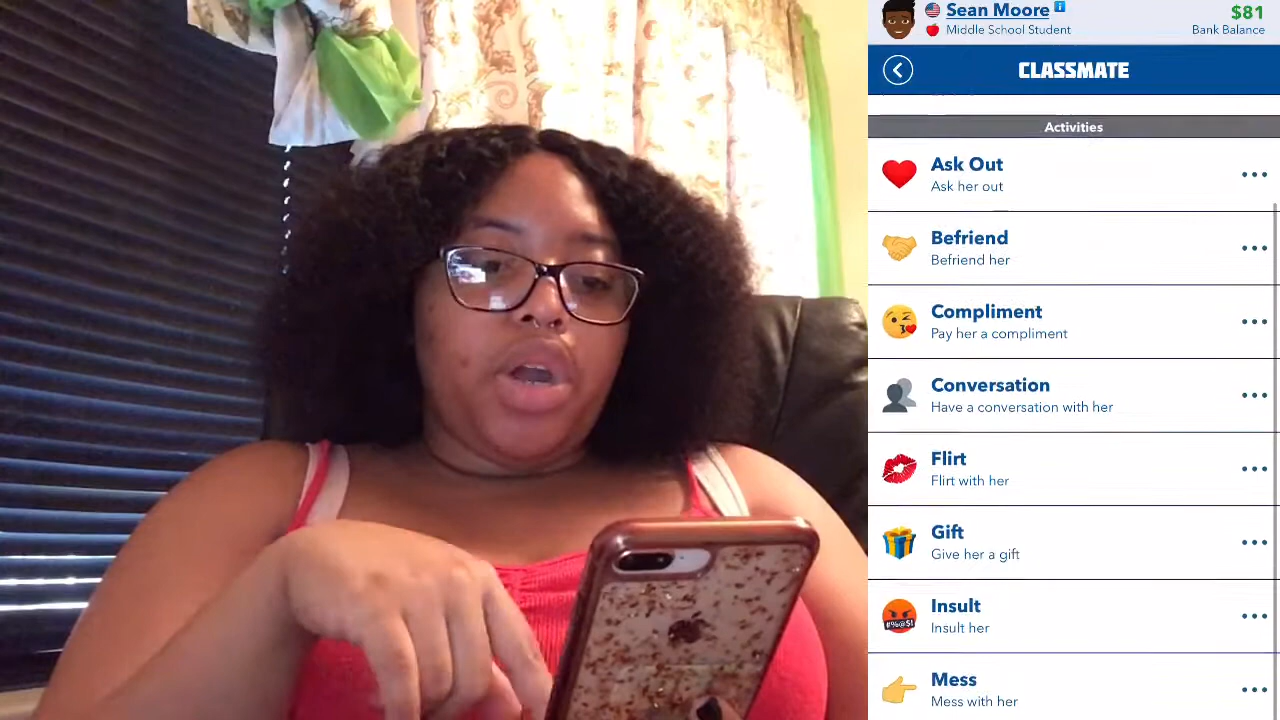 Sean Moore
$81
Middle School Student
Bank Balance
CLASSMATE
Activities
Ask Out
Ask her out
Befriend
Befriend her
Compliment
Pay her a compliment
Conversation
Have a conversation with her
Flirt
Flirt with her
Gift
Give her a gift
Insult
Insult her
Mess
Mess with her